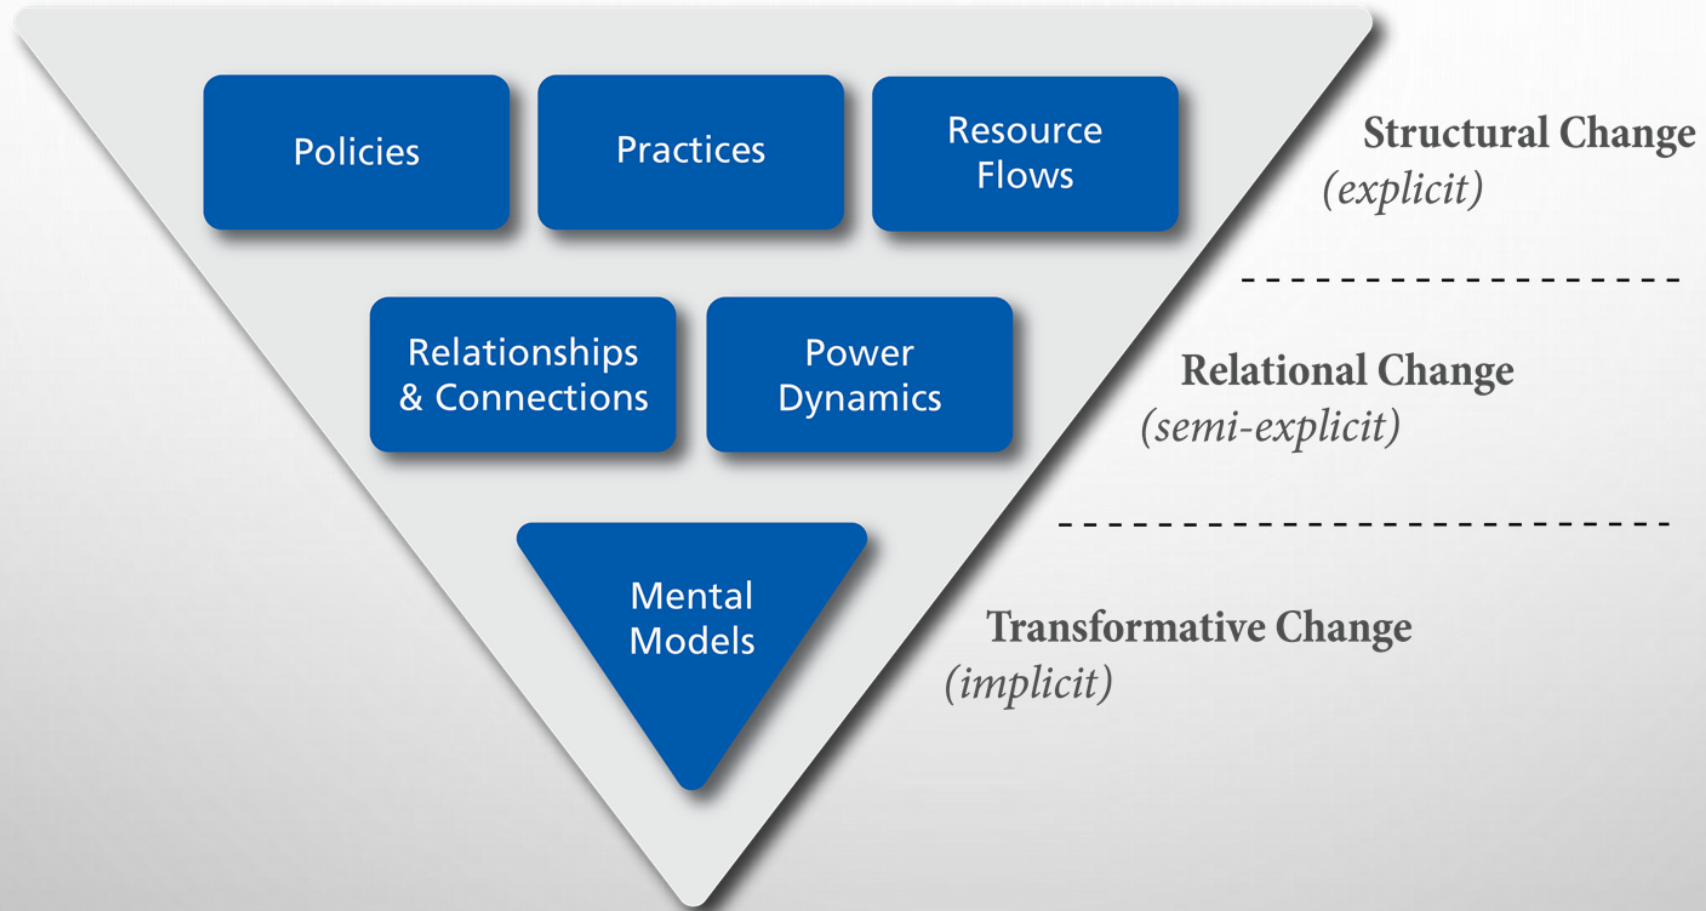 Policies
Practices
Resource
Flows
Structural Change
(explicit)
Relationships
& Connections
Power
Dynamics
Relational Change
(semi-explicit)
Mental
Models
Transformative Change
(implicit)